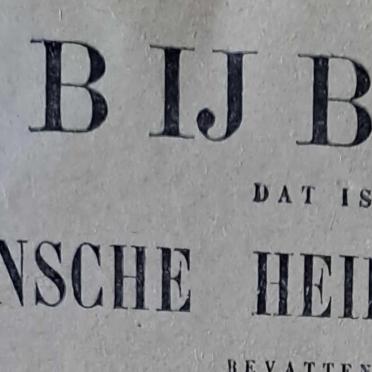 BIJB
DAT IS
NSCHE HEI
BEVATTEN